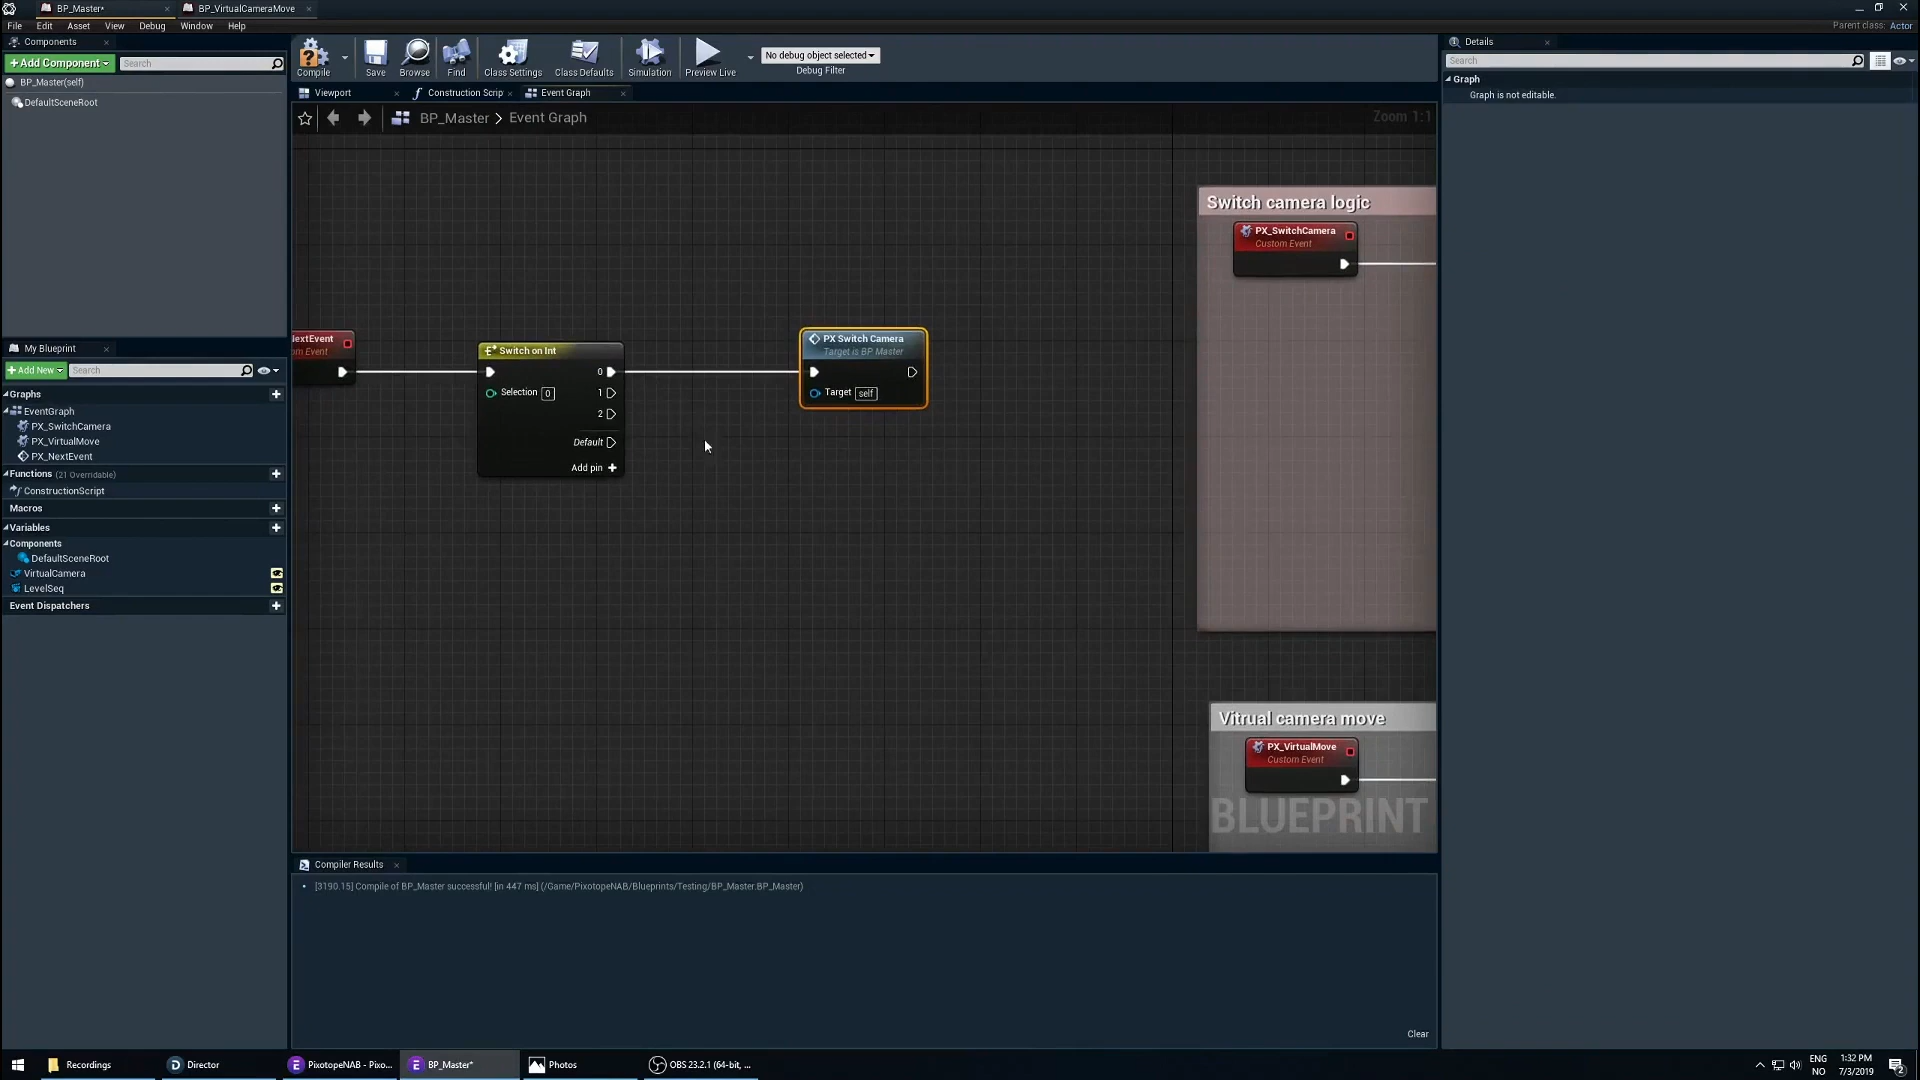 BP_Master*
BP_VirtualCameraMove
File Edit Asset View Debug Window Help
Parent class: Actor
Components
+Add Component
Search
BP_Master(self)
DefaultSceneRoot
Compile
Save
Browse
Find
Class Settings
Class Defaults
Simulation
Preview Live
No debug object selected
Debug Filter
Viewport
Construction Scrip
Event Graph
BP_Master > Event Graph
Zoom 1:1
Details
Search
Graph
Graph is not editable.
My Blueprint
+Add New
Search
Graphs
EventGraph
PX_SwitchCamera
PX_VirtualMove
PX_NextEvent
Functions (21 Overridable)
ConstructionScript
Macros
Variables
Components
DefaultSceneRoot
VirtualCamera
LevelSeq
Event Dispatchers
lextEvent
m Event
Switch on Int
0
Selection 0
1
2
Default
Add pin +
PX Switch Camera
Target is BP Master
Target self
Switch camera logic
PX_SwitchCamera
Custom Event
Vitrual camera move
PX_VirtualMove
Custom Event
BLUEPRINT
Compiler Results
[3190.15] Compile of BP_Master successful! [in 447 ms] (/Game/PixotopeNAB/Blueprints/Testing/BP_Master.BP_Master)
Clear
Recordings
Director
PixotopeNAB - Pixo...
BP_Master*
Photos
OBS 23.2.1 (64-bit, ...
ENG
NO
1:32 PM
7/3/2019
2